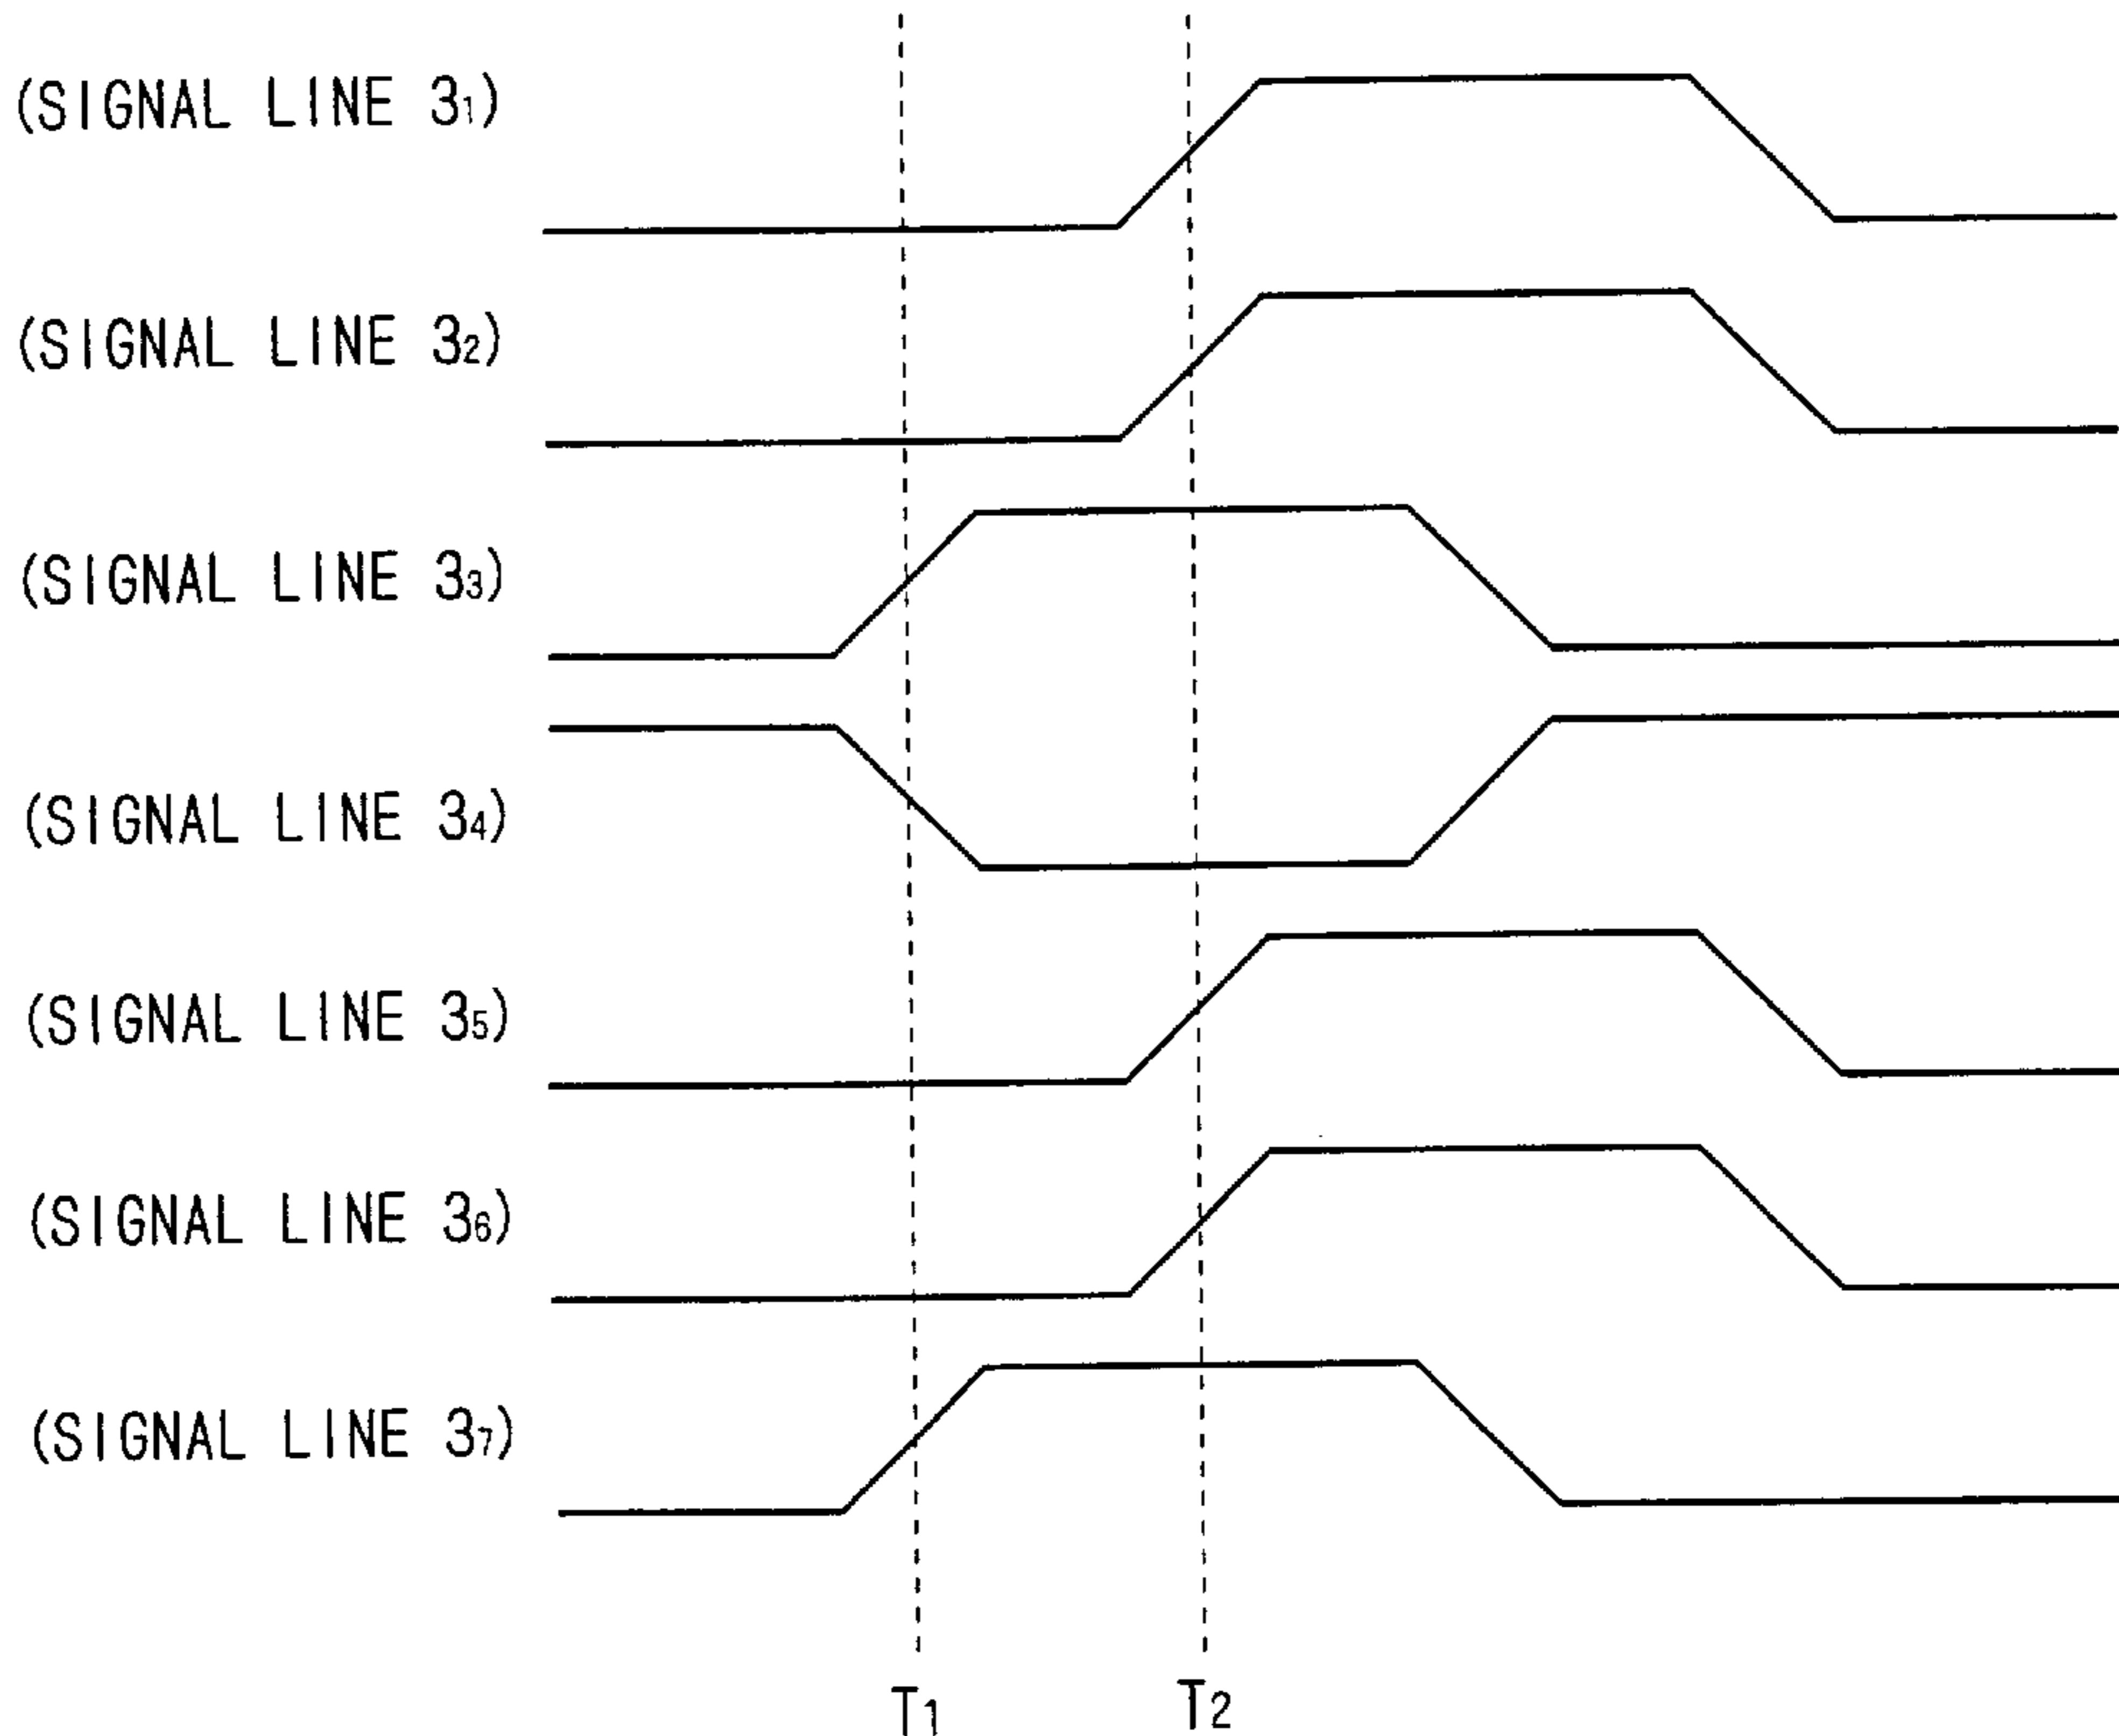 (SIGNAL LINE 3₁)
(SIGNAL LINE 3₂)
(SIGNAL LINE 3₃)
(SIGNAL LINE 3₄)
(SIGNAL LINE 3₅)
(SIGNAL LINE 3₆)
(SIGNAL LINE 3₇)
T₁ T₂